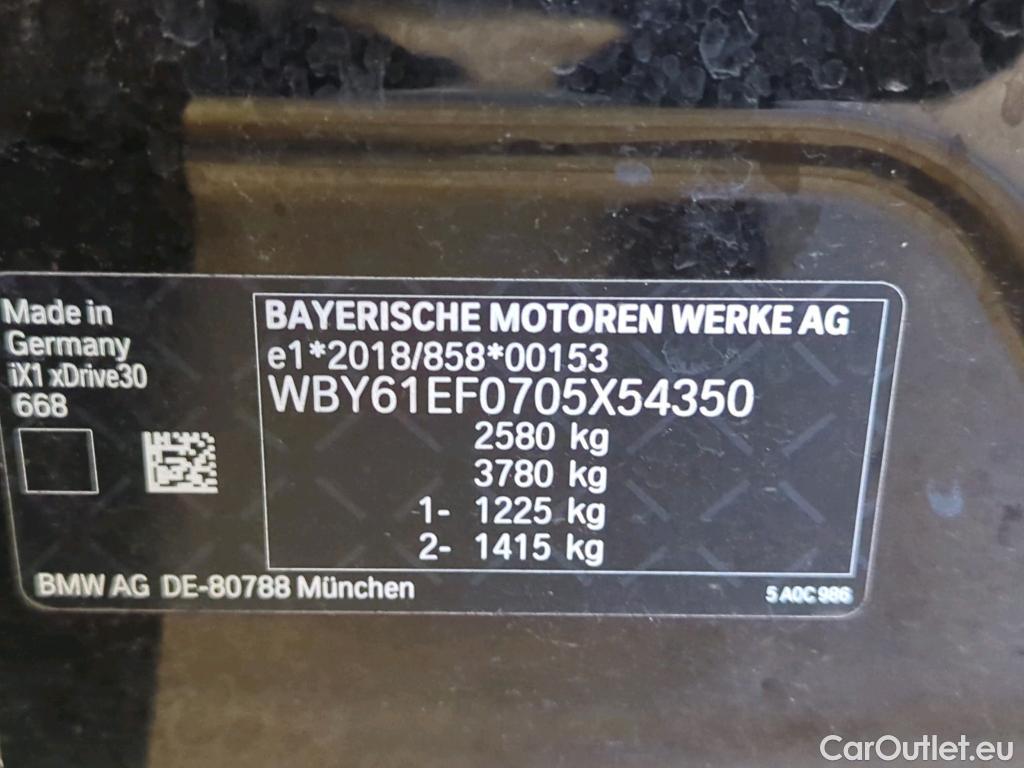 Made in
Germany
iX1 xDrive30
668
BAYERISCHE MOTOREN WERKE AG
e1*2018/858*00153
WBY61EF0705X54350
2580 kg
3780 kg
1- 1225 kg
2- 1415 kg
BMW AG DE-80788 München
5 A0C 986
CarOutlet.eu